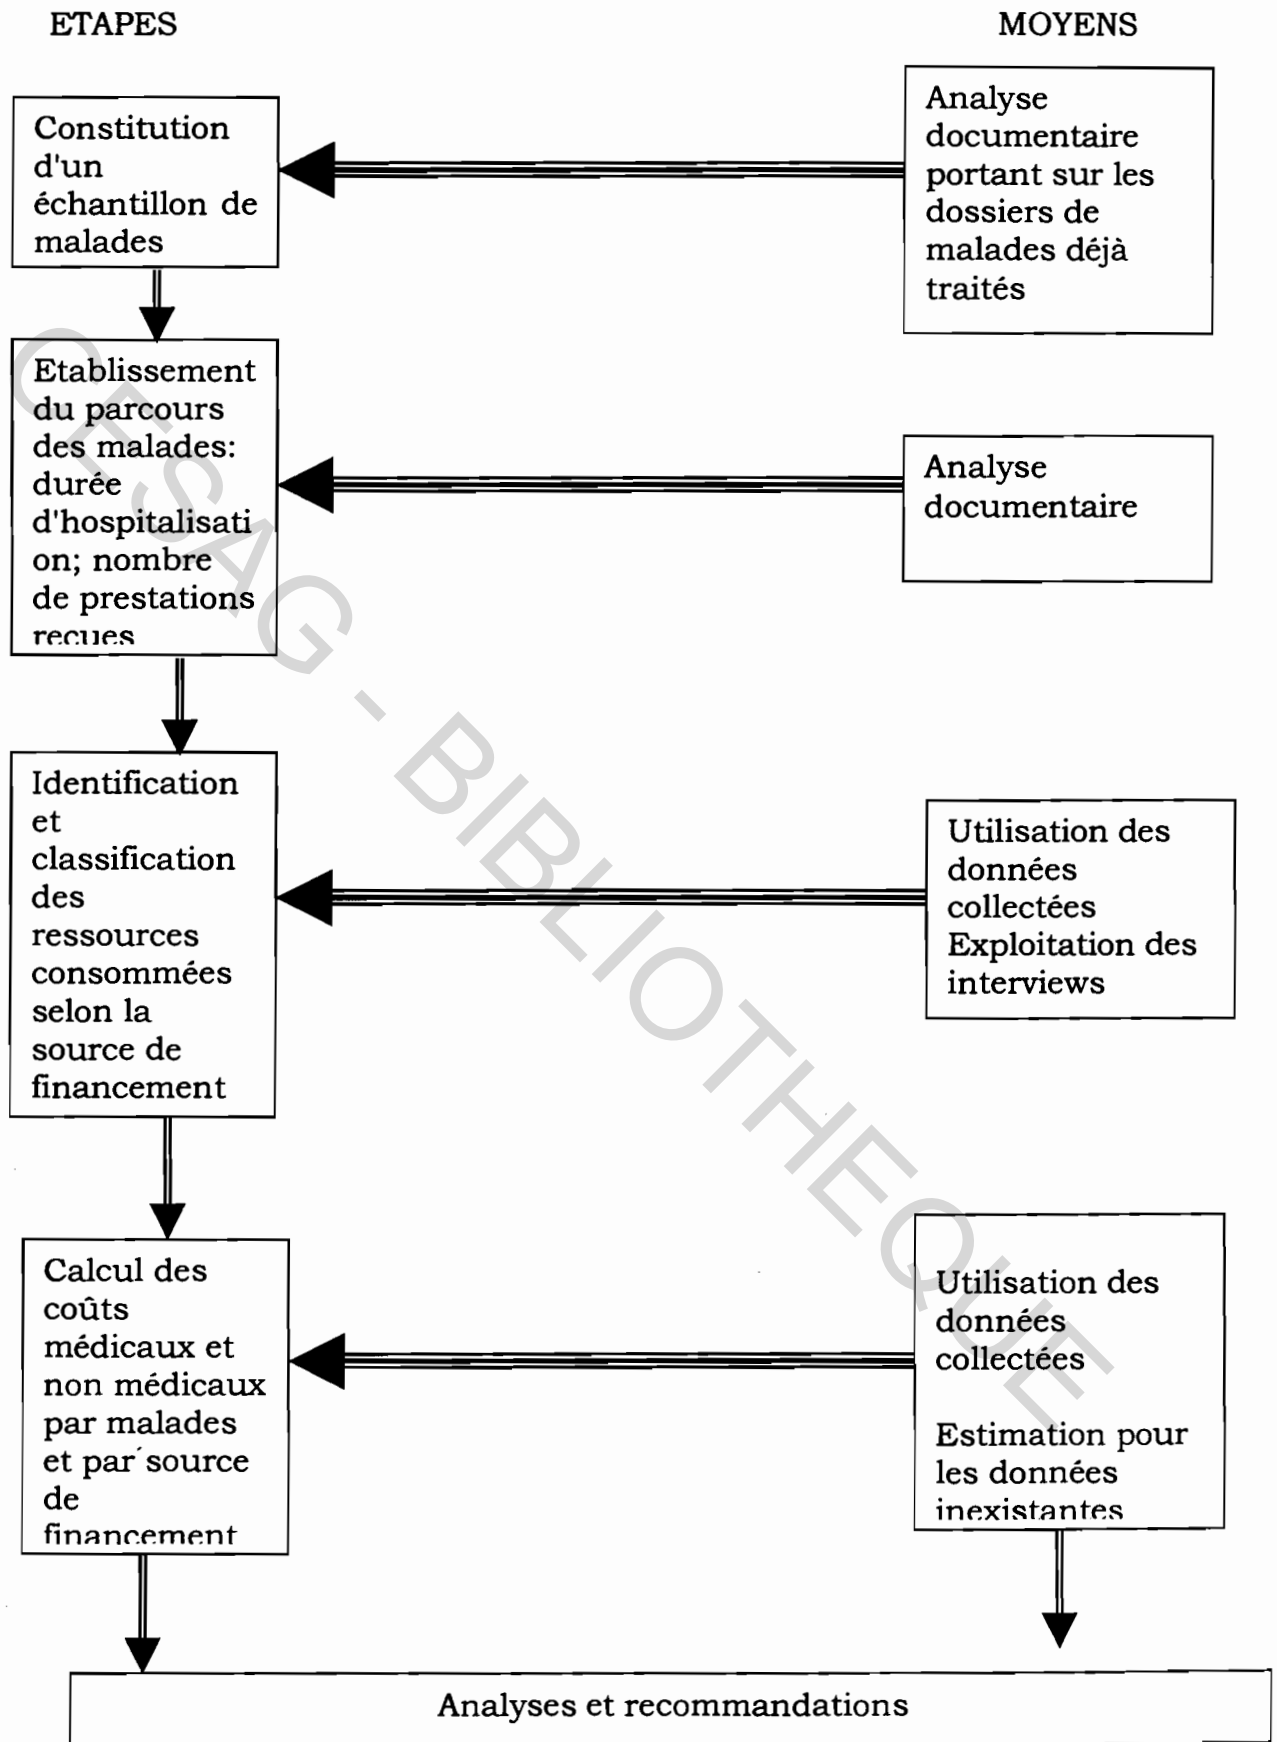 ETAPES
MOYENS
Constitution
d'un
échantillon de
malades
Analyse
documentaire
portant sur les
dossiers de
malades déjà
traités
Etablissement
du parcours
des malades:
durée
d'hospitalisati
on; nombre
de prestations
reçues
Analyse
documentaire
Identification
et
classification
des
ressources
consommées
selon la
source de
financement
Utilisation des
données
collectées
Exploitation des
interviews
Calcul des
coûts
médicaux et
non médicaux
par malades
et par source
de
financement
Utilisation des
données
collectées
Estimation pour
les données
inexistantes
Analyses et recommandations
CESAG - BIBLIOTHEQUE